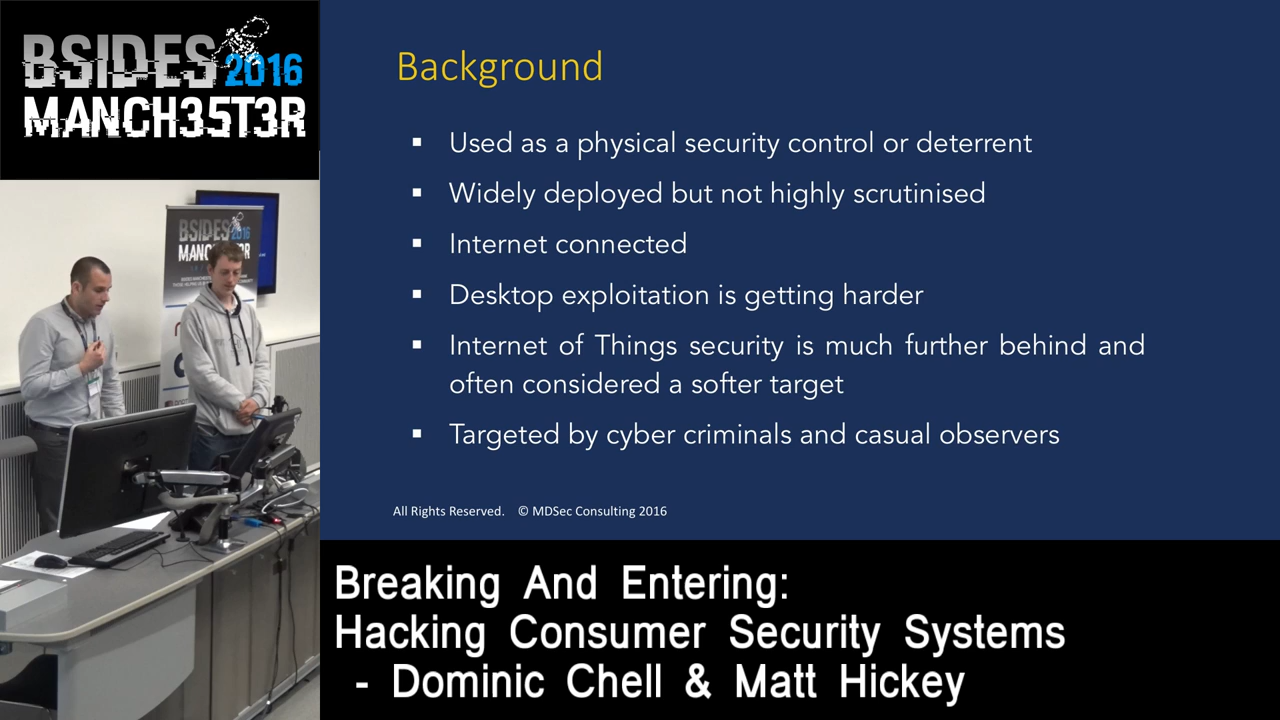 BSIDES 2016
MANCH35T3R
BSIDES 2016
MANCH35T3R
Background
▪ Used as a physical security control or deterrent
▪ Widely deployed but not highly scrutinised
▪ Internet connected
▪ Desktop exploitation is getting harder
▪ Internet of Things security is much further behind and
often considered a softer target
▪ Targeted by cyber criminals and casual observers
All Rights Reserved. © MDSec Consulting 2016
Breaking And Entering:
Hacking Consumer Security Systems
- Dominic Chell & Matt Hickey